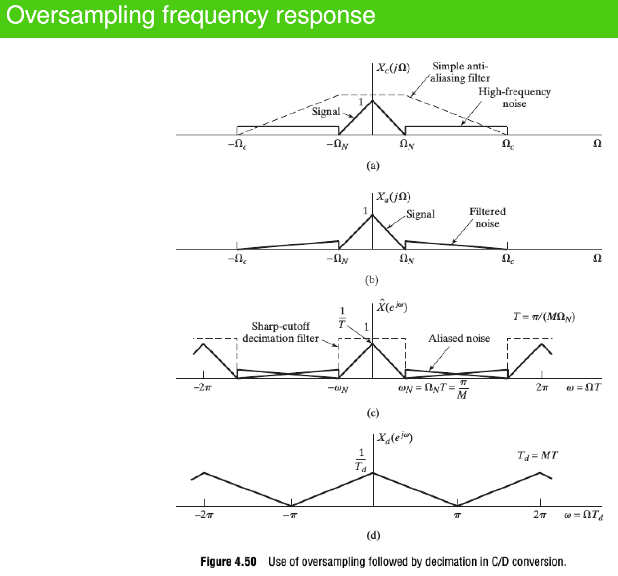 Oversampling frequency response
X_c(jΩ)
Simple anti-
aliasing filter
High-frequency
noise
1
Signal
−Ω_c
−Ω_N
Ω_N
Ω_c
Ω
(a)
X_a(jΩ)
1
Signal
Filtered
noise
−Ω_c
−Ω_N
Ω_N
Ω_c
Ω
(b)
1/T
X̂(e^{jω})
T = π/(MΩ_N)
Sharp-cutoff
decimation filter
1
Aliased noise
−2π
−ω_N
ω_N = Ω_N T = π/M
2π
ω = ΩT
(c)
X_d(e^{jω})
1/T_d
T_d = MT
−2π
−π
π
2π
ω = ΩT_d
(d)
Figure 4.50 Use of oversampling followed by decimation in C/D conversion.